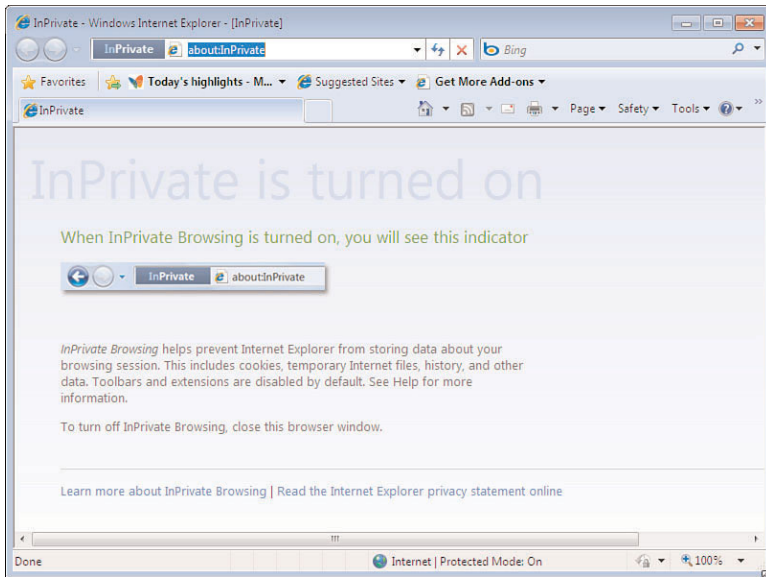 InPrivate - Windows Internet Explorer - [InPrivate]
InPrivate about:InPrivate Bing
Favorites Today's highlights - M... Suggested Sites Get More Add-ons
InPrivate Page Safety Tools
InPrivate is turned on
When InPrivate Browsing is turned on, you will see this indicator
InPrivate about:InPrivate
InPrivate Browsing helps prevent Internet Explorer from storing data about your
browsing session. This includes cookies, temporary Internet files, history, and other
data. Toolbars and extensions are disabled by default. See Help for more
information.
To turn off InPrivate Browsing, close this browser window.
Learn more about InPrivate Browsing | Read the Internet Explorer privacy statement online
Done Internet | Protected Mode: On 100%